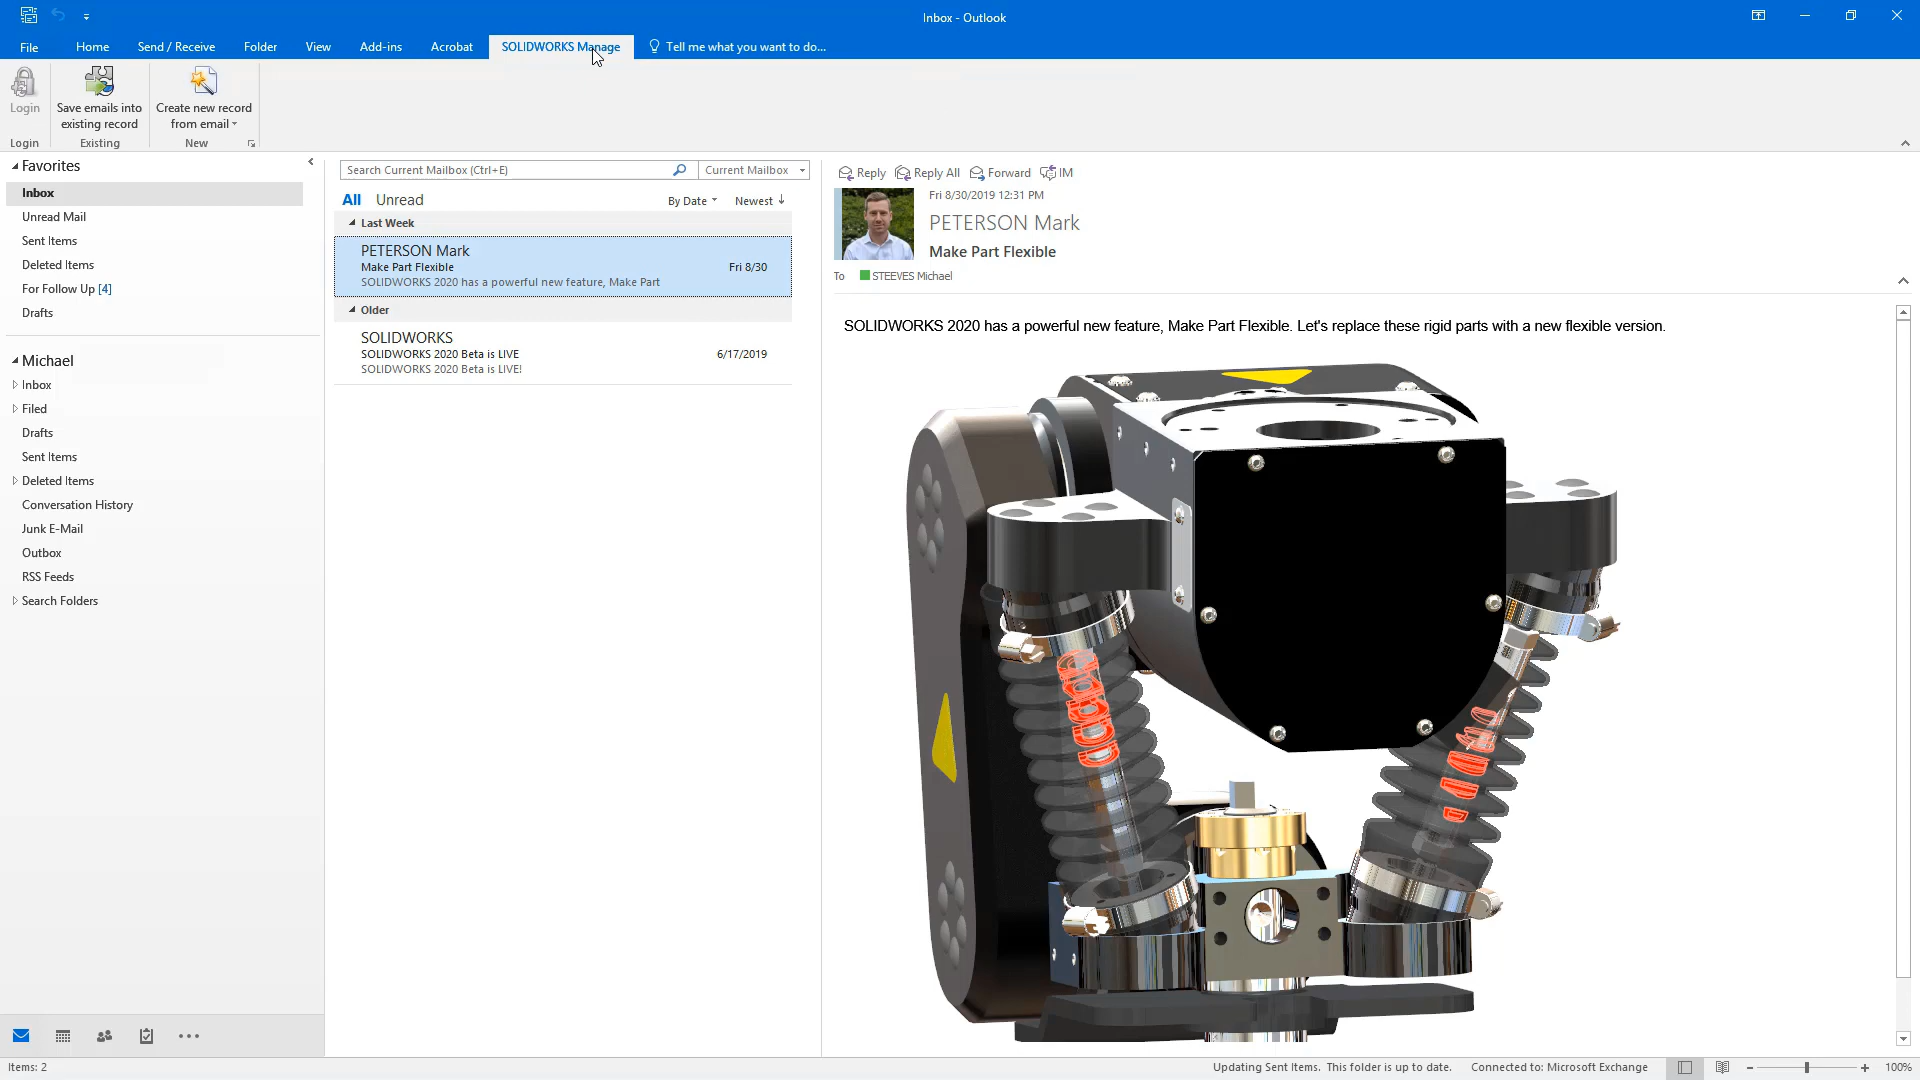 Inbox - Outlook
File
Home
Send / Receive
Folder
View
Add-ins
Acrobat
SOLIDWORKS Manage
Tell me what you want to do...
Login
Save emails into
existing record
Create new record
from email
Login
Existing
New
Favorites
Inbox
Unread Mail
Sent Items
Deleted Items
For Follow Up [4]
Drafts
Michael
Inbox
Filed
Drafts
Sent Items
Deleted Items
Conversation History
Junk E-Mail
Outbox
RSS Feeds
Search Folders
Search Current Mailbox (Ctrl+E)
Current Mailbox
All
Unread
By Date
Newest
Last Week
PETERSON Mark
Make Part Flexible
Fri 8/30
SOLIDWORKS 2020 has a powerful new feature, Make Part
Older
SOLIDWORKS
SOLIDWORKS 2020 Beta is LIVE
6/17/2019
SOLIDWORKS 2020 Beta is LIVE!
Reply
Reply All
Forward
IM
Fri 8/30/2019 12:31 PM
PETERSON Mark
Make Part Flexible
To
STEEVES Michael
SOLIDWORKS 2020 has a powerful new feature, Make Part Flexible. Let's replace these rigid parts with a new flexible version.
Items: 2
Updating Sent Items.
This folder is up to date.
Connected to: Microsoft Exchange
100%